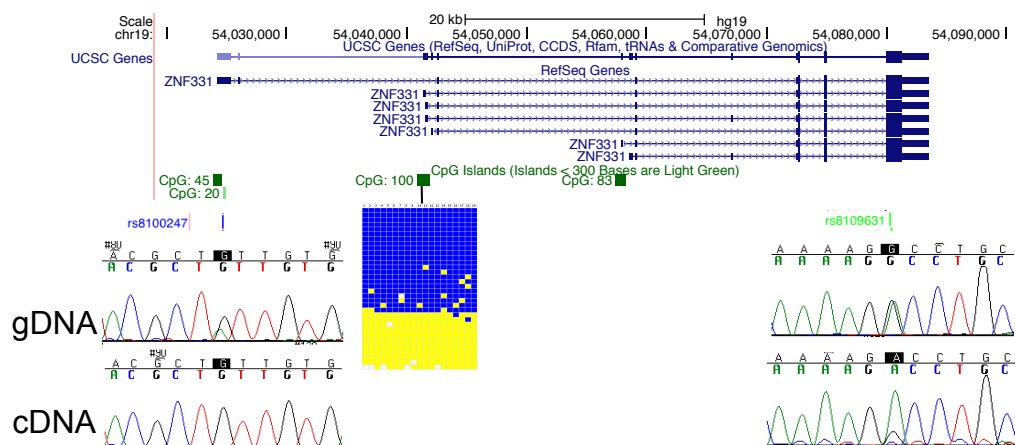 Scale 20 kb hg19
chr19: 54,030,000 54,040,000 54,050,000 54,060,000 54,070,000 54,080,000 54,090,000
UCSC Genes (RefSeq, UniProt, CCDS, Rfam, tRNAs & Comparative Genomics)
UCSC Genes
RefSeq Genes
ZNF331
ZNF331
ZNF331
ZNF331
ZNF331
ZNF331
ZNF331
CpG Islands (Islands < 300 Bases are Light Green)
CpG: 45 CpG: 100 CpG: 83
CpG: 20
rs8100247 rs8109631
A C G C T G T T G T G
A C G C T G T T G T G
A A A A G G C C T G C
A A A A G G C C T G C
gDNA
A C G C T G T T G T G
A C G C T G T T G T G
A A A A G A C C T G C
A A A A G A C C T G C
cDNA